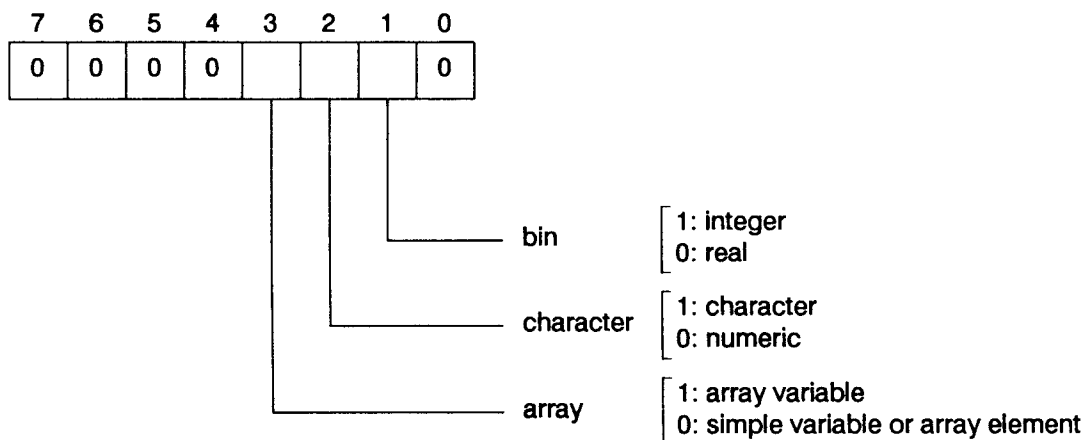 7 6 5 4 3 2 1 0
0 0 0 0 0
bin 1: integer
0: real
character 1: character
0: numeric
array 1: array variable
0: simple variable or array element